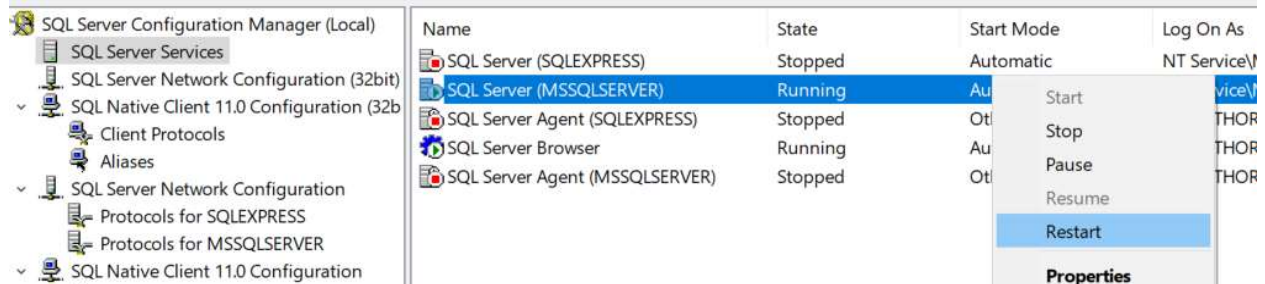 SQL Server Configuration Manager (Local)
SQL Server Services
SQL Server Network Configuration (32bit)
SQL Native Client 11.0 Configuration (32b
Client Protocols
Aliases
SQL Server Network Configuration
Protocols for SQLEXPRESS
Protocols for MSSQLSERVER
SQL Native Client 11.0 Configuration
Name State Start Mode Log On As
SQL Server (SQLEXPRESS) Stopped Automatic NT Service\
SQL Server (MSSQLSERVER) Running Au vice\
SQL Server Agent (SQLEXPRESS) Stopped Ot THOR
SQL Server Browser Running Au THOR
SQL Server Agent (MSSQLSERVER) Stopped Ot THOR
Start
Stop
Pause
Resume
Restart
Properties